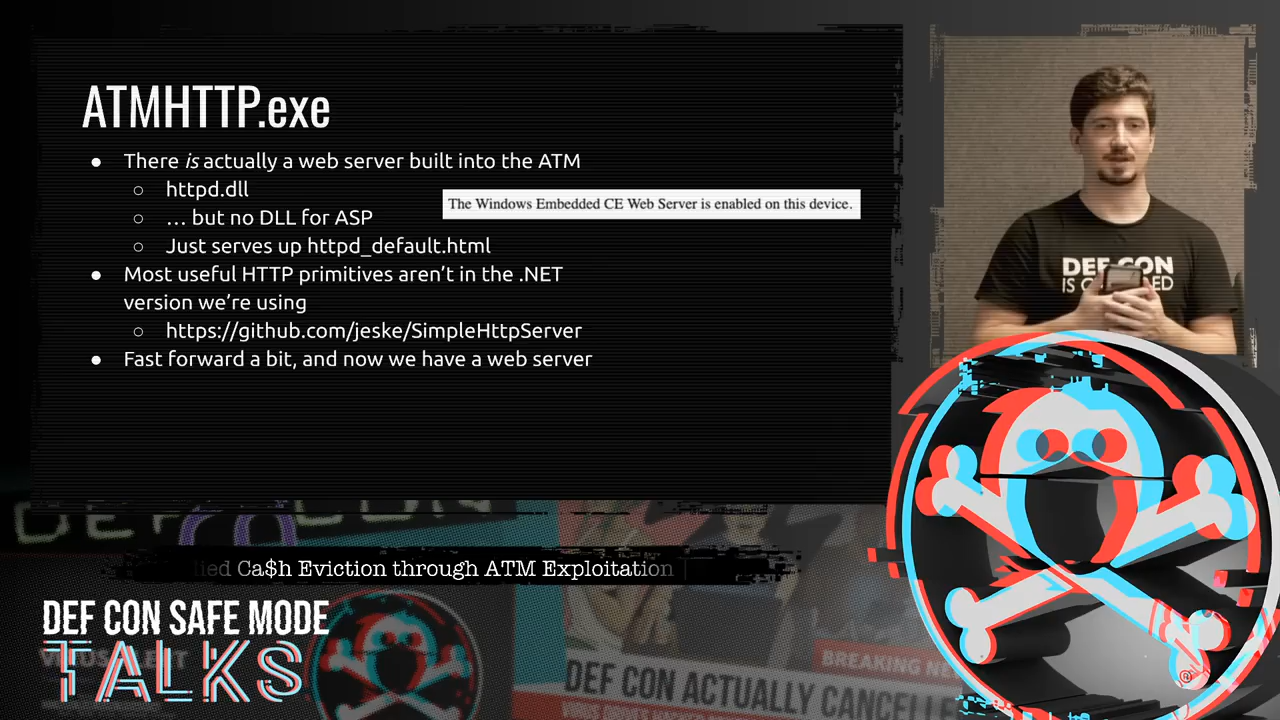 ATMHTTP.exe
● There is actually a web server built into the ATM
○ httpd.dll
○ … but no DLL for ASP
○ Just serves up httpd_default.html
The Windows Embedded CE Web Server is enabled on this device.
● Most useful HTTP primitives aren't in the .NET
version we're using
○ https://github.com/jeske/SimpleHttpServer
● Fast forward a bit, and now we have a web server
DEF CON
IS
DEF CON
lied Ca$h Eviction through ATM Exploitation
DEF CON SAFE MODE
TALKS
BREAKING NE
DEF CON ACTUALLY CANCELLE
®